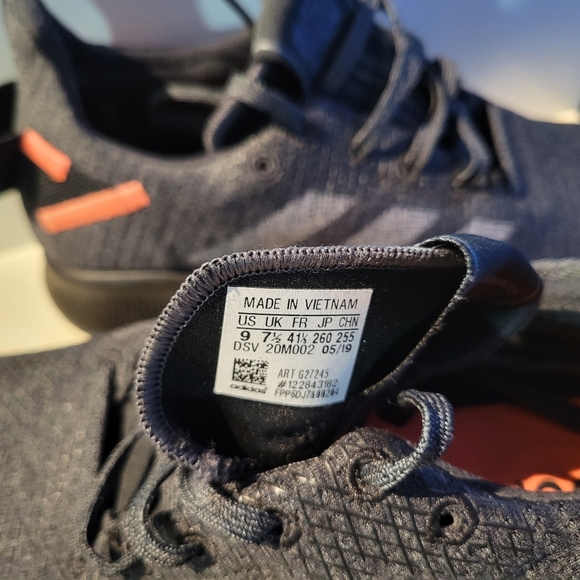 MADE IN VIETNAM
US UK FR JP CHN
9 7½ 41⅓ 260 255
DSV 20M002 05/19
ART G27245
#122843182
adidas